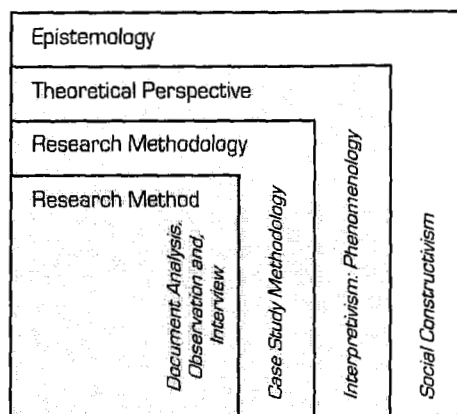 Epistemology
Theoretical Perspective
Research Methodology
Research Method
Document Analysis,
Observation and,
Interview
Case Study Methodology
Interpretivism: Phenomenology
Social Constructivism